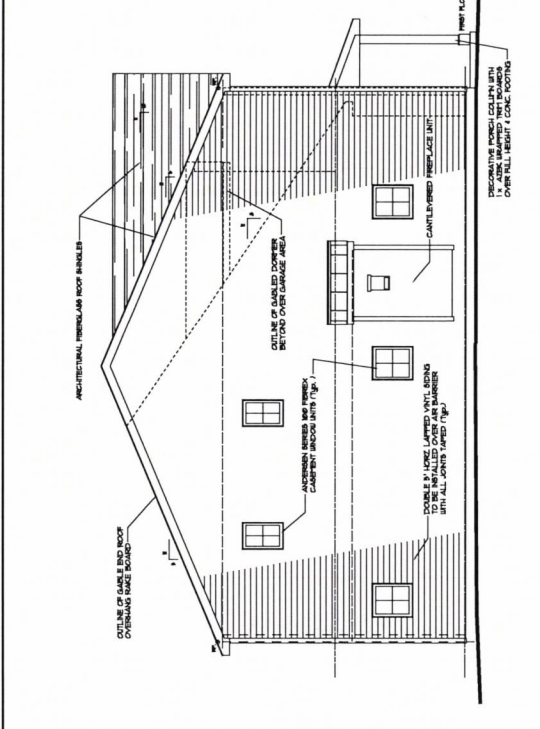 ARCHITECTURAL FIBERGLASS ROOF SHINGLES
OUTLINE OF GABLE END ROOF
OVERHANG RAKE BOARD
OUTLINE OF GABLED DORMER
BEYOND OVER GARAGE AREA
ANDERSEN SERIES 100 FIBREX
CASEMENT WINDOW UNITS (Typ.)
CANTILEVERED FIREPLACE UNIT
DOUBLE 5" HORZ. LAPPED VINYL SIDING
TO BE INSTALLED OVER AIR BARRIER
WITH ALL JOINTS TAPED (Typ.)
FIRST FLO
DECORATIVE PORCH COLUMN WITH
1 x AZEK WRAPPED TRIM BOARDS
OVER FULL HEIGHT & CONC. FOOTING